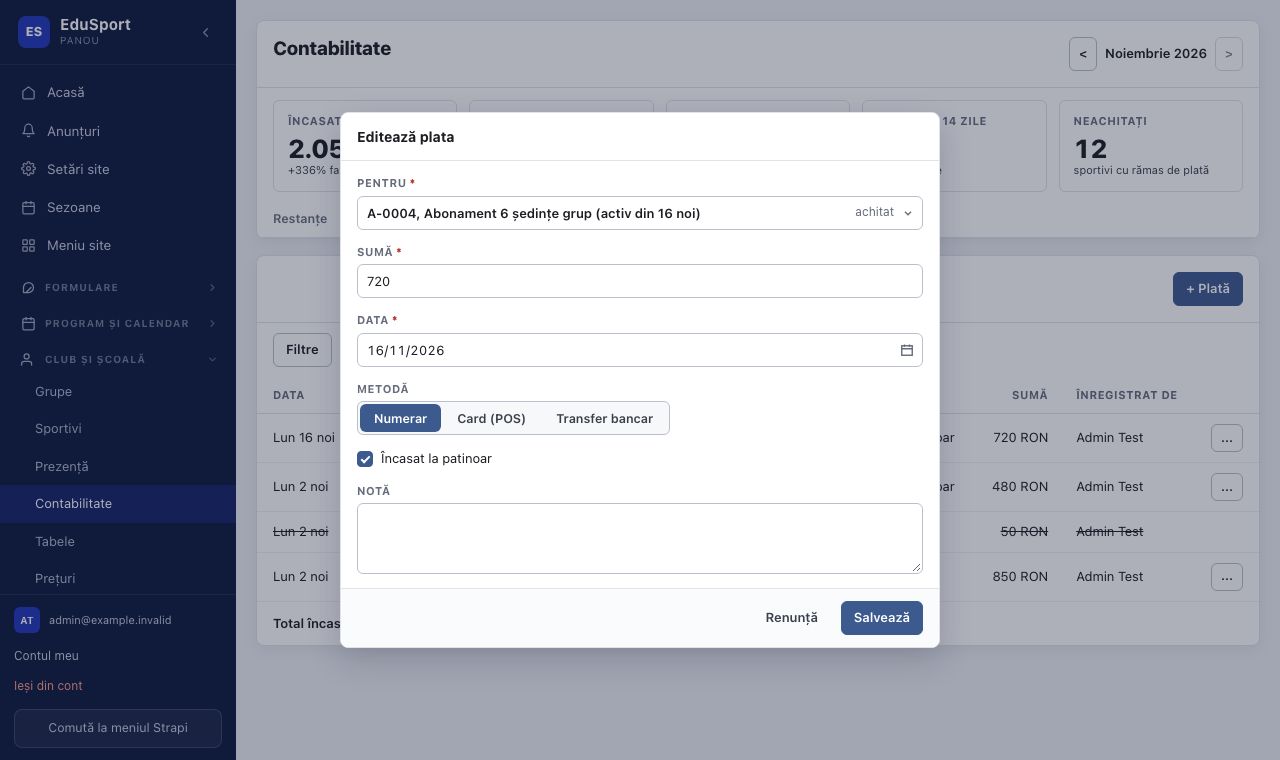 ES
EduSport
PANOU
Acasă
Anunțuri
Setări site
Sezoane
Meniu site
FORMULARE
PROGRAM ȘI CALENDAR
CLUB ȘI ȘCOALĂ
Grupe
Sportivi
Prezență
Contabilitate
Tabele
Prețuri
AT
admin@example.invalid
Contul meu
Ieși din cont
Comută la meniul Strapi
Contabilitate
< Noiembrie 2026 >
14 ZILE
NEACHITAȚI
12
sportivi cu rămas de plată
Restanțe
+ Plată
Filtre
DATA
SUMĂ
ÎNREGISTRAT DE
Lun 16 noi
720 RON
Admin Test
...
Lun 2 noi
480 RON
Admin Test
...
Lun 2 noi
50 RON
Admin Test
Lun 2 noi
850 RON
Admin Test
...
Total
Editează plata
PENTRU *
A-0004, Abonament 6 ședințe grup (activ din 16 noi)
achitat
SUMĂ *
720
DATA *
16/11/2026
METODĂ
Numerar
Card (POS)
Transfer bancar
Încasat la patinoar
NOTĂ
Renunță
Salvează